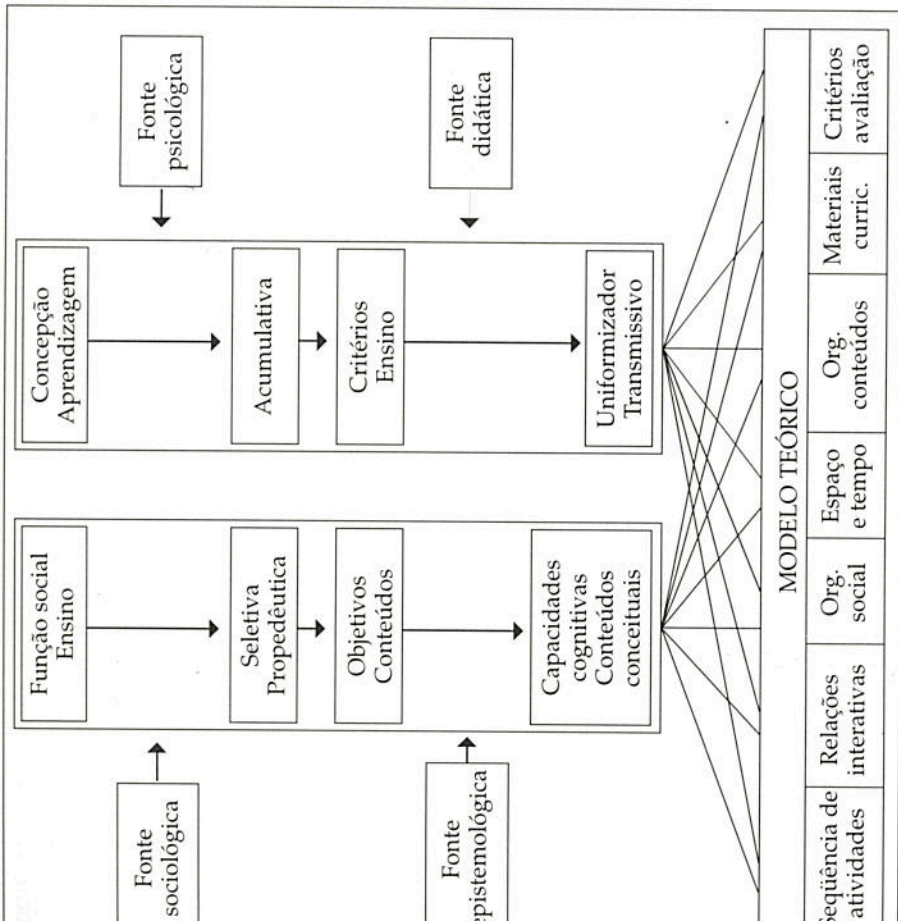 Fonte
sociológica
Função social
Ensino
Concepção
Aprendizagem
Fonte
psicológica
Seletiva
Propedêutica
Acumulativa
Objetivos
Conteúdos
Critérios
Ensino
Fonte
epistemológica
Fonte
didática
Capacidades
cognitivas
Conteúdos
conceituais
Uniformizador
Transmissivo
MODELO TEÓRICO
Seqüência de
atividades
Relações
interativas
Org.
social
Espaço
e tempo
Org.
conteúdos
Materiais
curric.
Critérios
avaliação